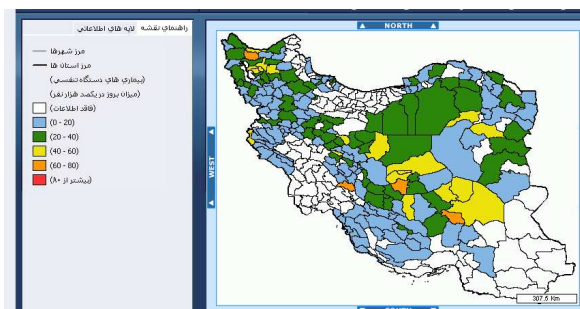 راهنمای نقشه لایه های اطلاعاتی
مرز شهرها
مرز استان ها
(بیماری های دستگاه تنفسی)
(میزان بروز در یکصد هزار نفر)
(فاقد اطلاعات)
(0 - 20)
(20 - 40)
(40 - 60)
(60 - 80)
(بیشتر از ۸۰)
NORTH
WEST
307.5 Km
SOUTH